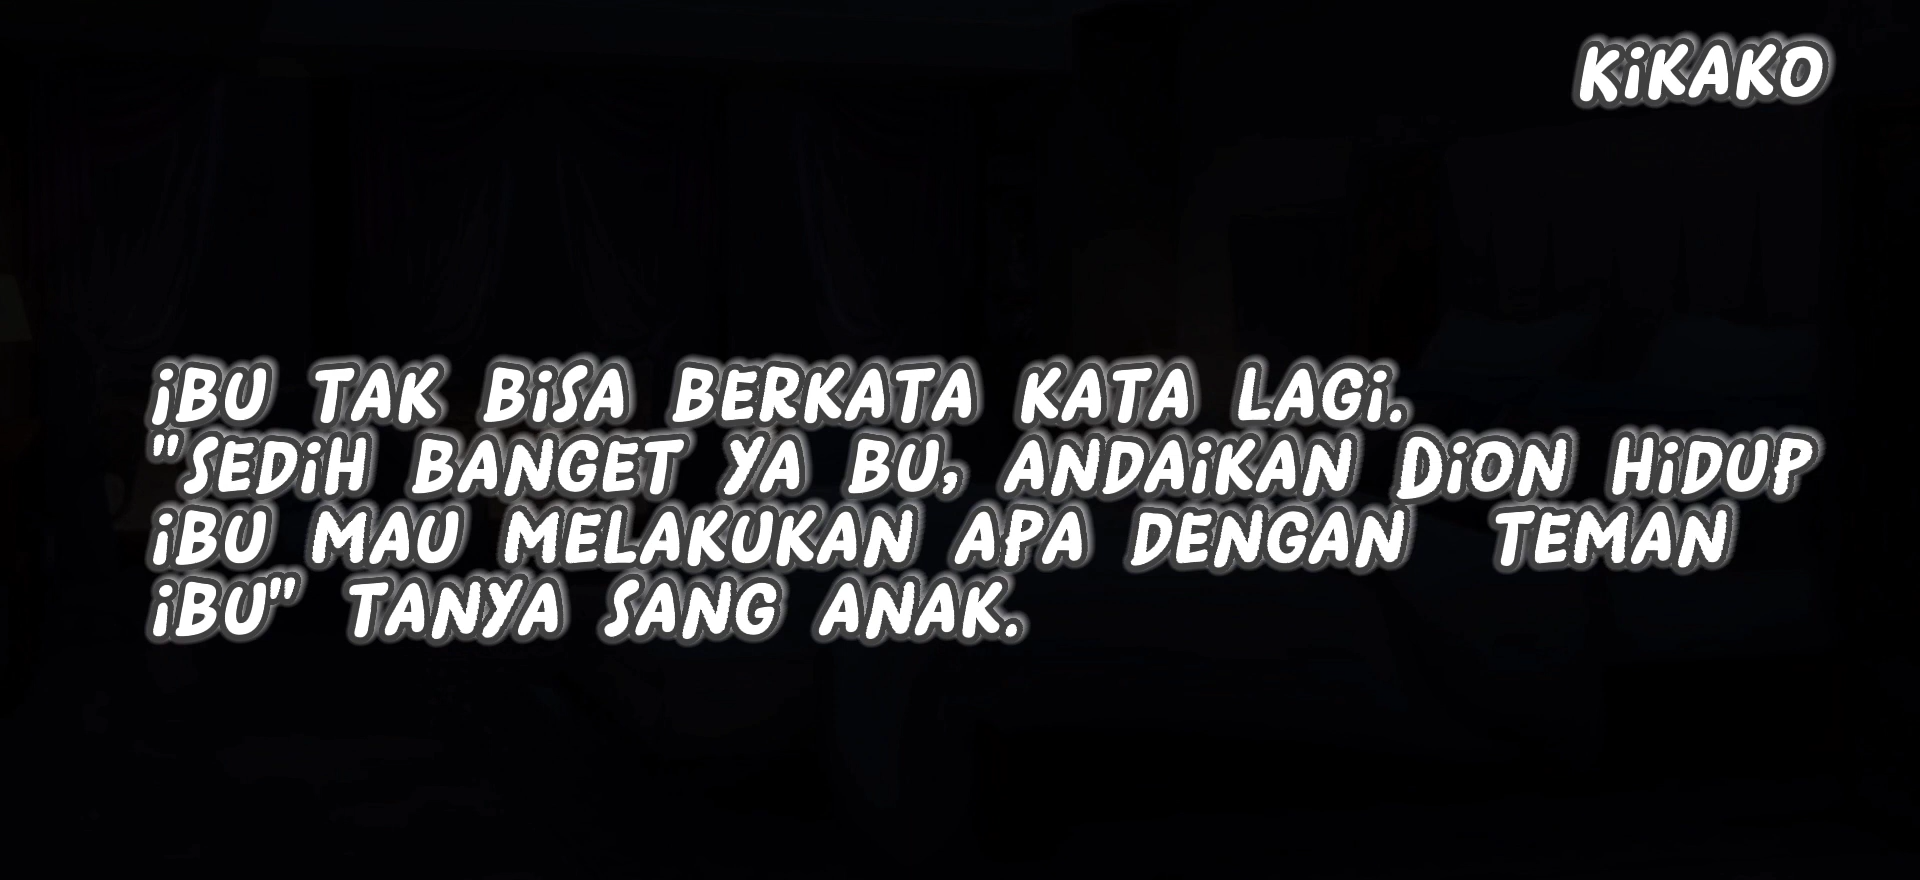 KiKAKO
iBU TAK BiSA BERKATA KATA LAGi.
"SEDiH BANGET YA BU, ANDAiKAN DiON HiDUP
iBU MAU MELAKUKAN APA DENGAN TEMAN
iBU" TANYA SANG ANAK.